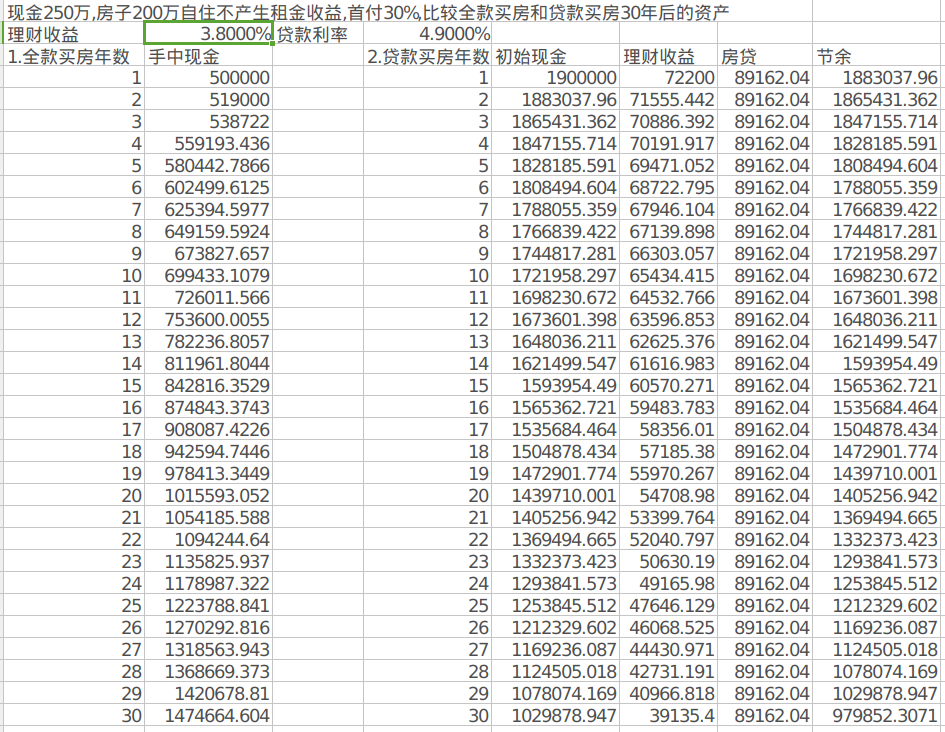 现金250万,房子200万自住不产生租金收益,首付30%,比较全款买房和贷款买房30年后的资产
理财收益 3.8000% 贷款利率 4.9000%
1.全款买房年数 手中现金 2.贷款买房年数 初始现金 理财收益 房贷 节余
1 500000 1 1900000 72200 89162.04 1883037.96
2 519000 2 1883037.96 71555.442 89162.04 1865431.362
3 538722 3 1865431.362 70886.392 89162.04 1847155.714
4 559193.436 4 1847155.714 70191.917 89162.04 1828185.591
5 580442.7866 5 1828185.591 69471.052 89162.04 1808494.604
6 602499.6125 6 1808494.604 68722.795 89162.04 1788055.359
7 625394.5977 7 1788055.359 67946.104 89162.04 1766839.422
8 649159.5924 8 1766839.422 67139.898 89162.04 1744817.281
9 673827.657 9 1744817.281 66303.057 89162.04 1721958.297
10 699433.1079 10 1721958.297 65434.415 89162.04 1698230.672
11 726011.566 11 1698230.672 64532.766 89162.04 1673601.398
12 753600.0055 12 1673601.398 63596.853 89162.04 1648036.211
13 782236.8057 13 1648036.211 62625.376 89162.04 1621499.547
14 811961.8044 14 1621499.547 61616.983 89162.04 1593954.49
15 842816.3529 15 1593954.49 60570.271 89162.04 1565362.721
16 874843.3743 16 1565362.721 59483.783 89162.04 1535684.464
17 908087.4226 17 1535684.464 58356.01 89162.04 1504878.434
18 942594.7446 18 1504878.434 57185.38 89162.04 1472901.774
19 978413.3449 19 1472901.774 55970.267 89162.04 1439710.001
20 1015593.052 20 1439710.001 54708.98 89162.04 1405256.942
21 1054185.588 21 1405256.942 53399.764 89162.04 1369494.665
22 1094244.64 22 1369494.665 52040.797 89162.04 1332373.423
23 1135825.937 23 1332373.423 50630.19 89162.04 1293841.573
24 1178987.322 24 1293841.573 49165.98 89162.04 1253845.512
25 1223788.841 25 1253845.512 47646.129 89162.04 1212329.602
26 1270292.816 26 1212329.602 46068.525 89162.04 1169236.087
27 1318563.943 27 1169236.087 44430.971 89162.04 1124505.018
28 1368669.373 28 1124505.018 42731.191 89162.04 1078074.169
29 1420678.81 29 1078074.169 40966.818 89162.04 1029878.947
30 1474664.604 30 1029878.947 39135.4 89162.04 979852.3071